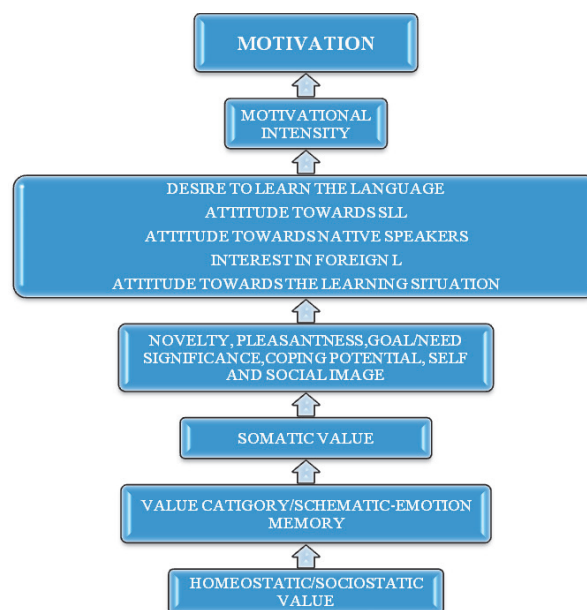 MOTIVATION
MOTIVATIONAL
INTENSITY
DESIRE TO LEARN THE LANGUAGE
ATTITUDE TOWARDS SLL
ATTITUDE TOWARDS NATIVE SPEAKERS
INTEREST IN FOREIGN L
ATTITUDE TOWARDS THE LEARNING SITUATION
NOVELTY, PLEASANTNESS,GOAL/NEED
SIGNIFICANCE,COPING POTENTIAL, SELF
AND SOCIAL IMAGE
SOMATIC VALUE
VALUE CATIGORY/SCHEMATIC-EMOTION
MEMORY
HOMEOSTATIC/SOCIOSTATIC
VALUE